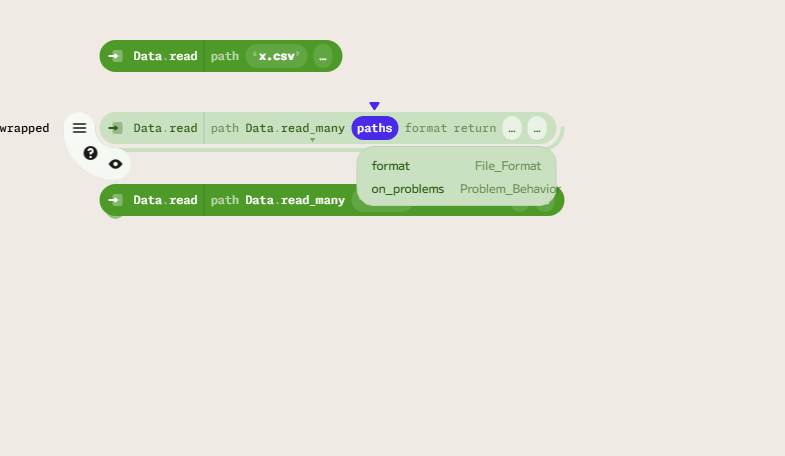 Data.read path 'x.csv' …
wrapped Data.read path Data.read_many paths format return … …
format File_Format
on_problems Problem_Behavior
Data.read path Data.read_many